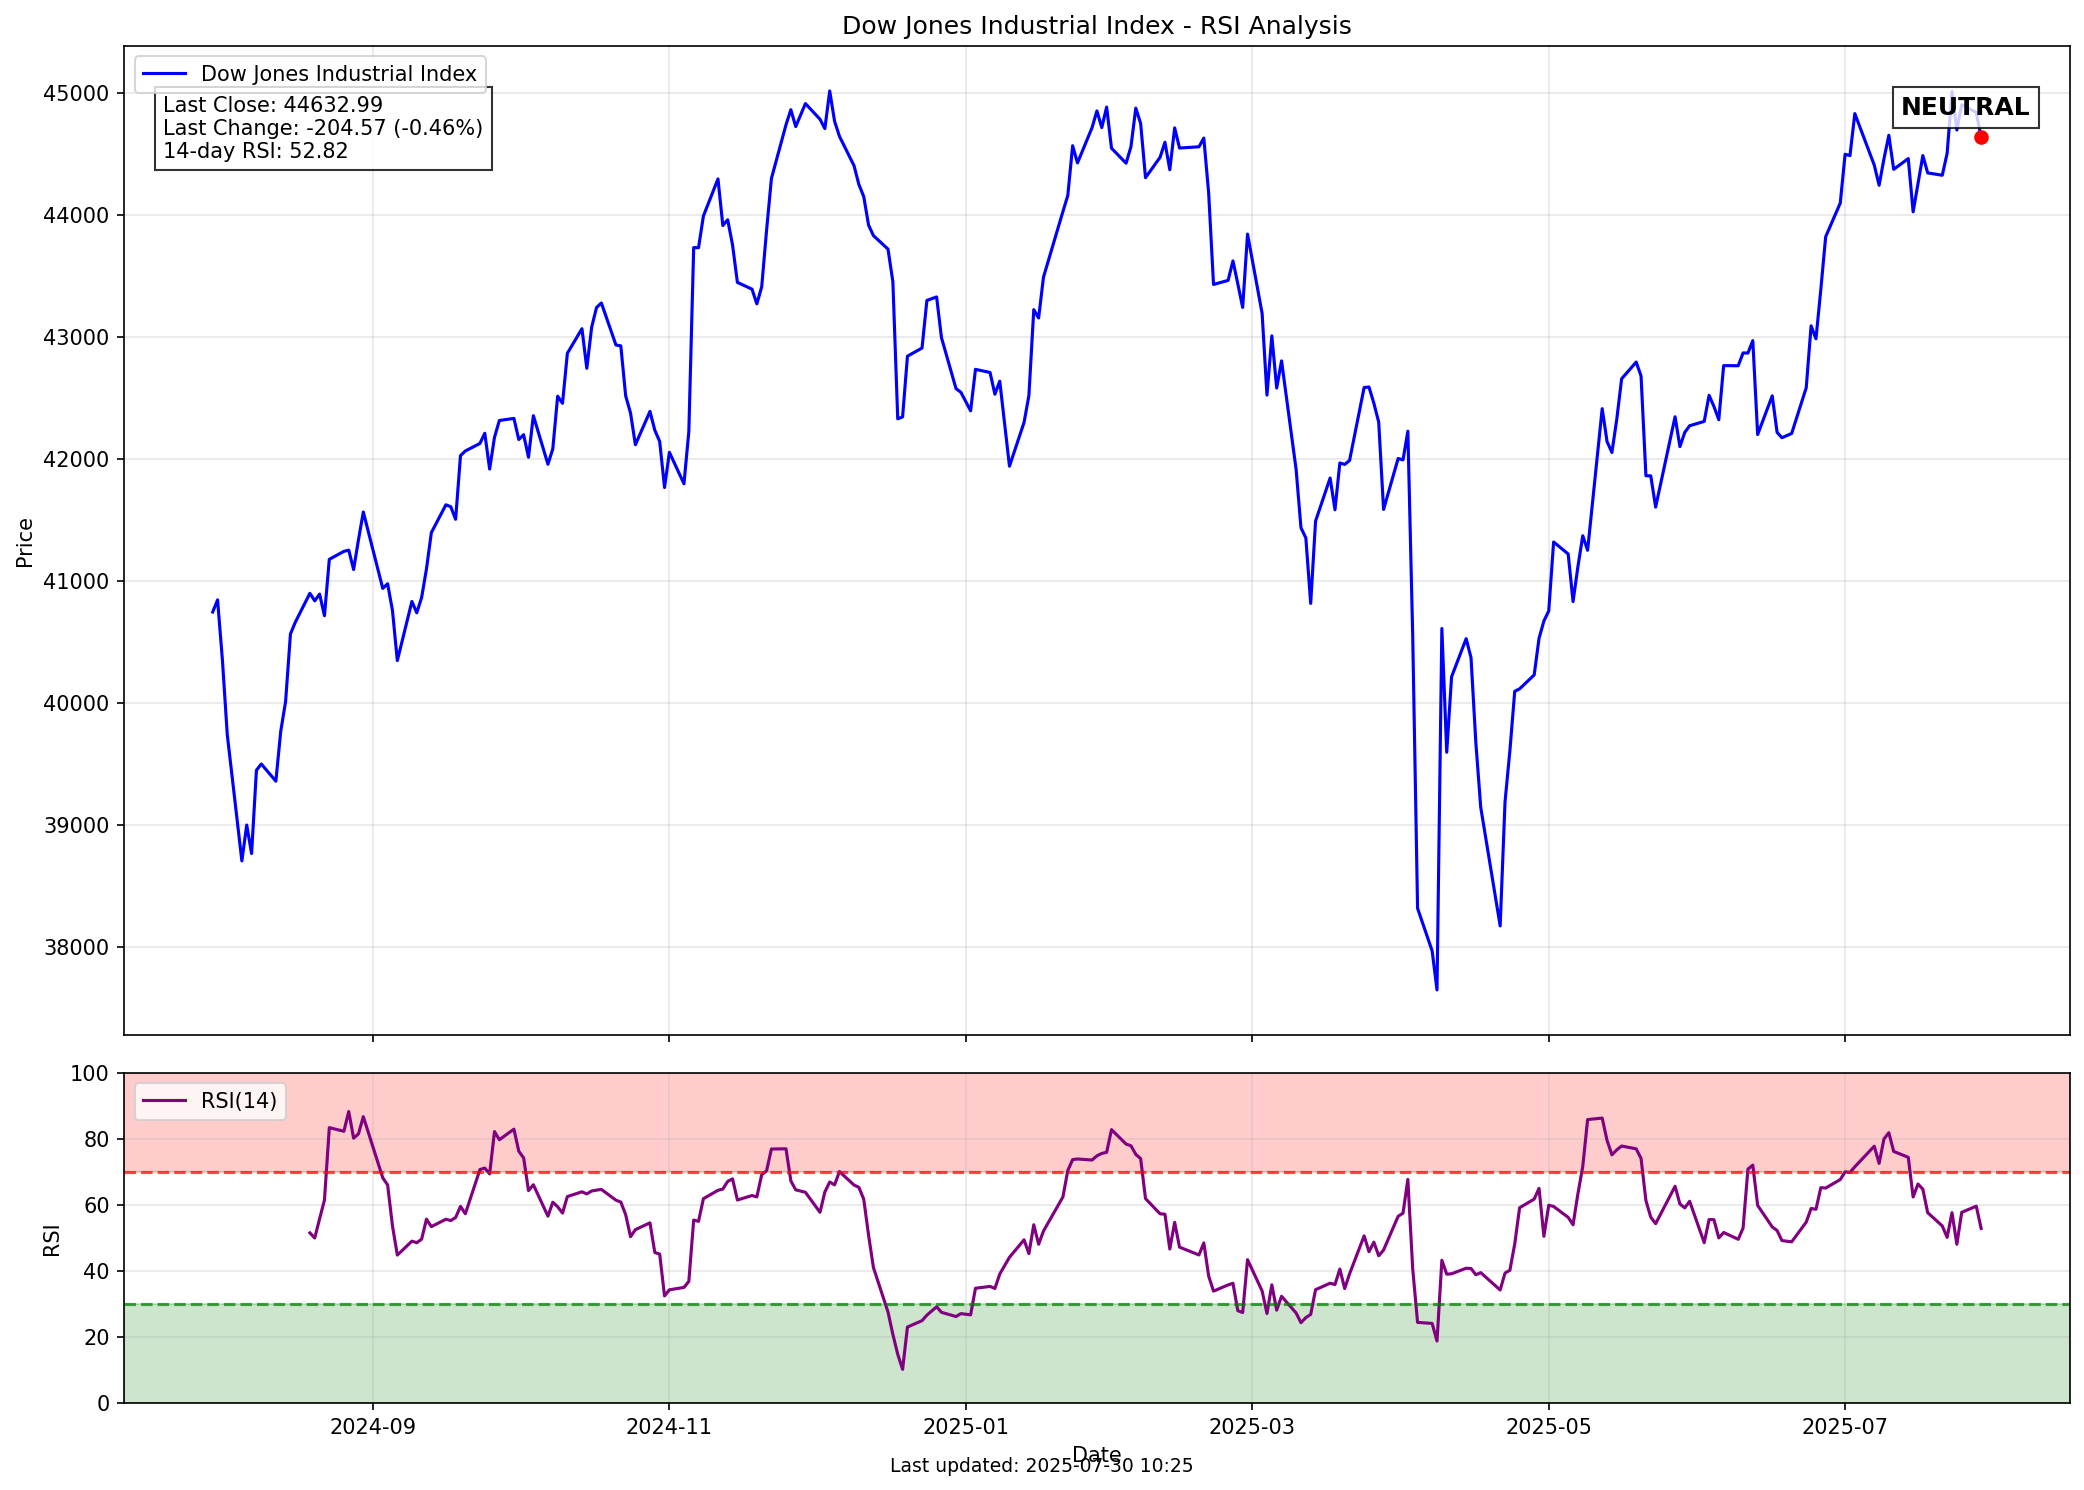 Dow Jones Industrial Index - RSI Analysis
Dow Jones Industrial Index
Last Close: 44632.99
Last Change: -204.57 (-0.46%)
14-day RSI: 52.82
NEUTRAL
Price
45000
44000
43000
42000
41000
40000
39000
38000
RSI(14)
RSI
100
80
60
40
20
0
2024-09
2024-11
2025-01
2025-03
2025-05
2025-07
Date
Last updated: 2025-07-30 10:25